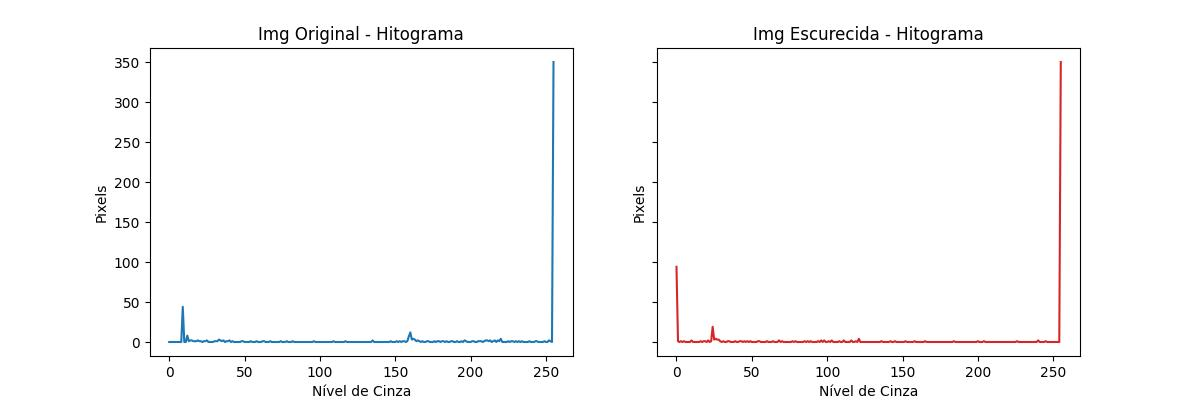 Img Original - Hitograma
350
300
250
200
150
100
50
0
Pixels
0 50 100 150 200 250
Nível de Cinza
Img Escurecida - Hitograma
Pixels
0 50 100 150 200 250
Nível de Cinza